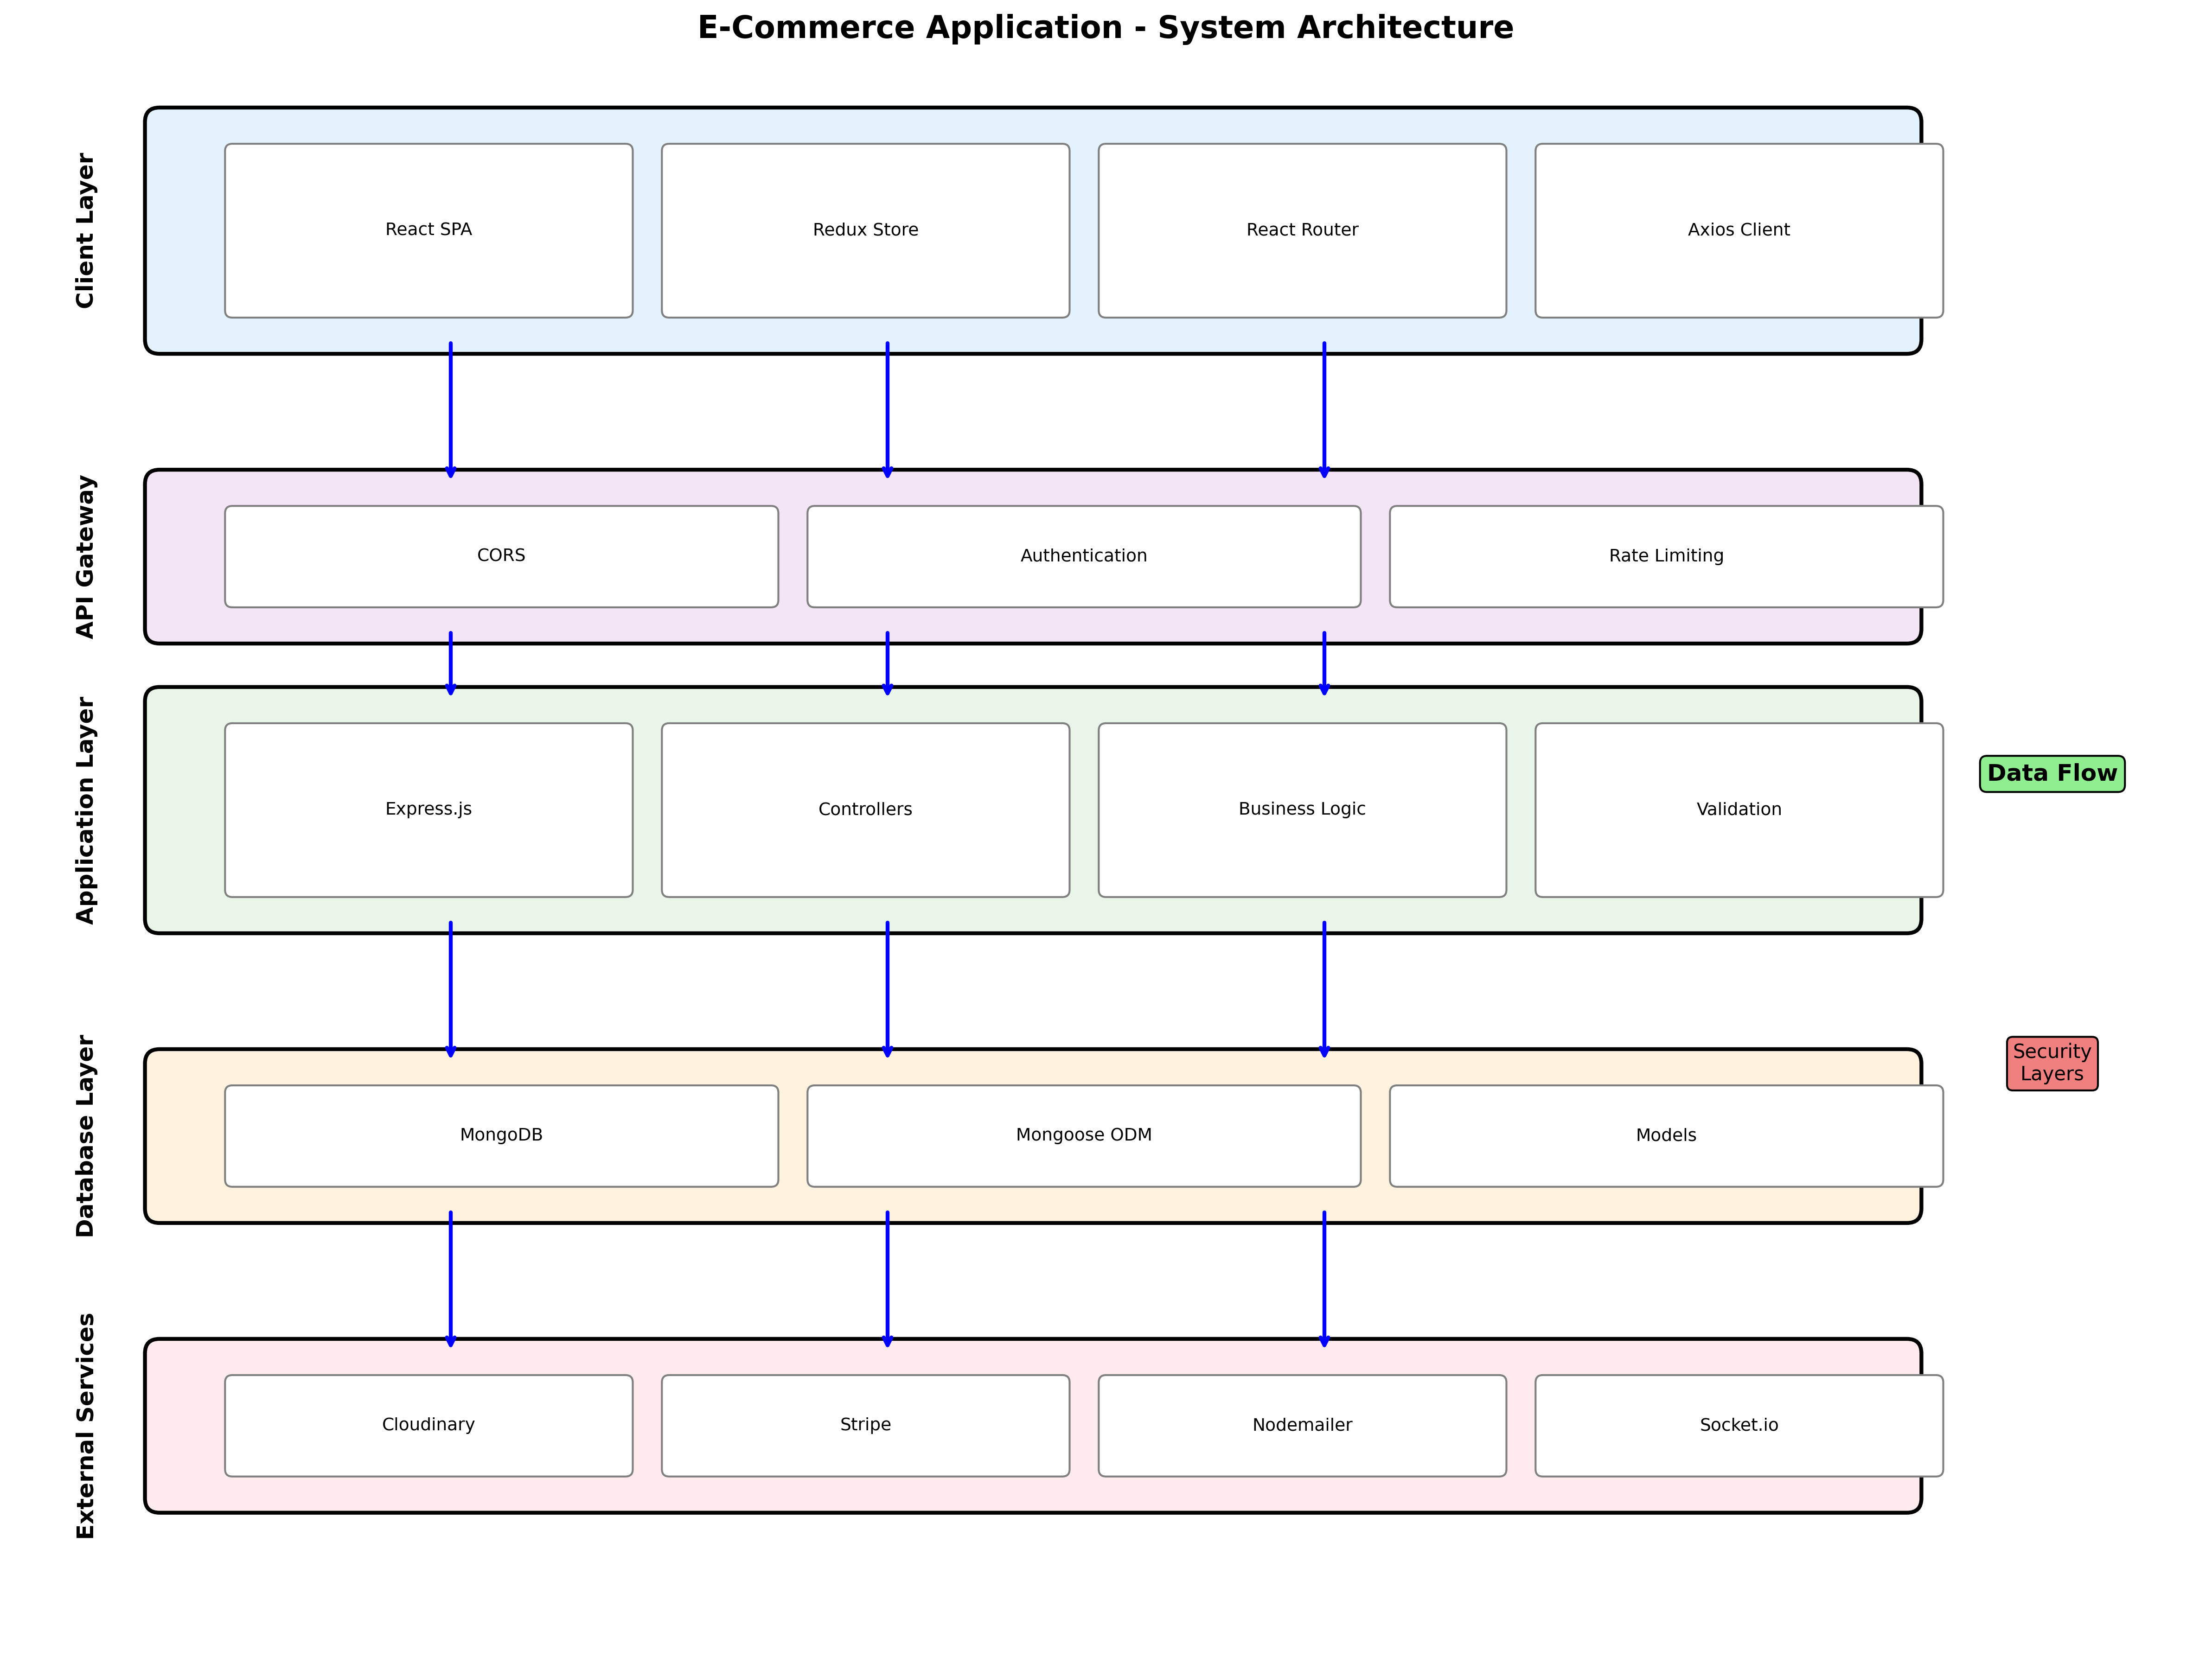 E-Commerce Application - System Architecture
Client Layer
React SPA
Redux Store
React Router
Axios Client
API Gateway
CORS
Authentication
Rate Limiting
Application Layer
Express.js
Controllers
Business Logic
Validation
Data Flow
Database Layer
MongoDB
Mongoose ODM
Models
Security
Layers
External Services
Cloudinary
Stripe
Nodemailer
Socket.io